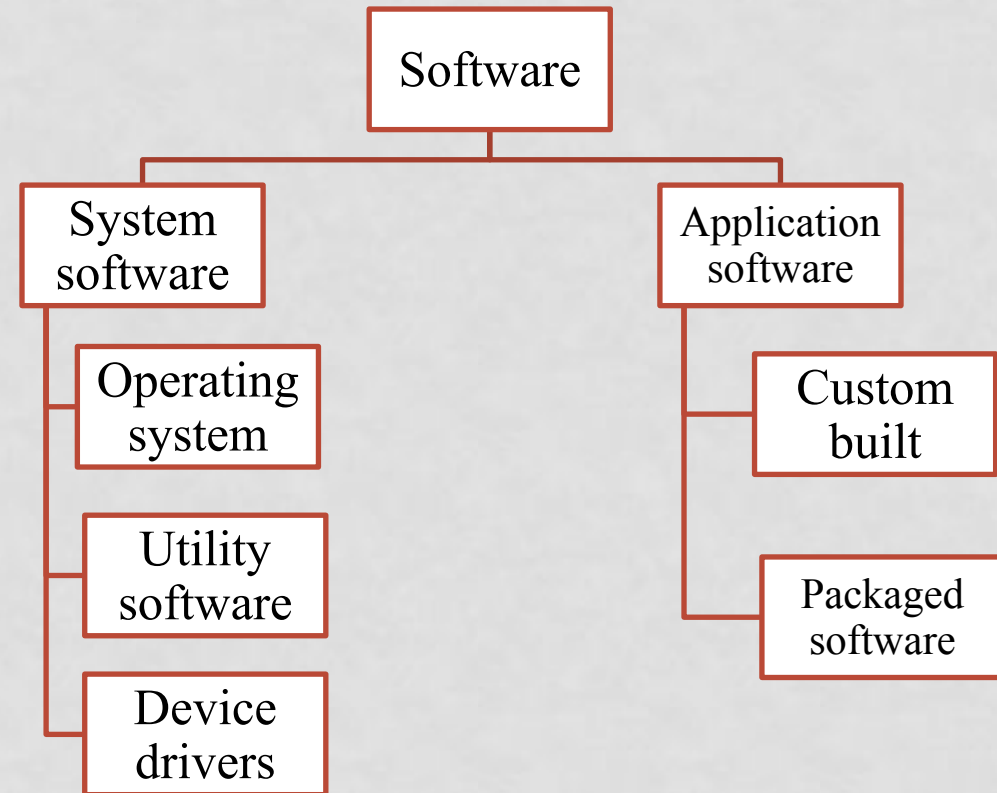 Software
System
software
Operating
system
Utility
software
Device
drivers
Application
software
Custom
built
Packaged
software